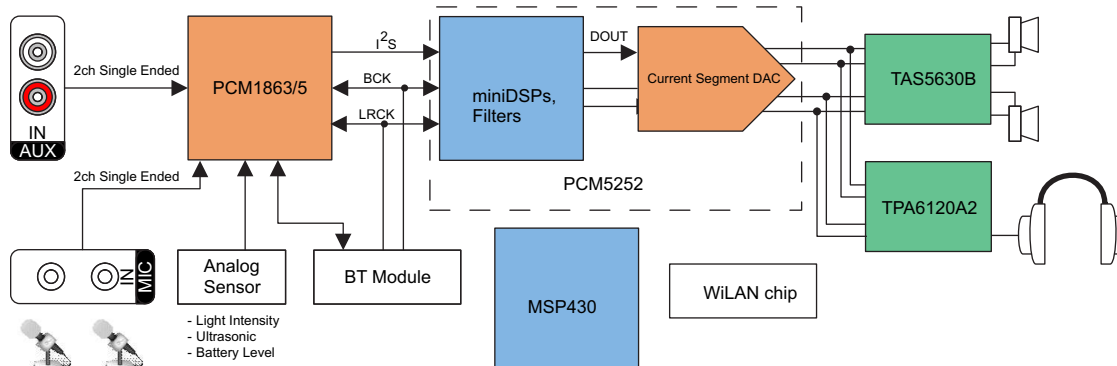 2ch Single Ended
IN
AUX
PCM1863/5
I2S
BCK
LRCK
miniDSPs,
Filters
DOUT
Current Segment DAC
PCM5252
TAS5630B
TPA6120A2
2ch Single Ended
IN
MIC
Analog
Sensor
- Light Intensity
- Ultrasonic
- Battery Level
BT Module
MSP430
WiLAN chip